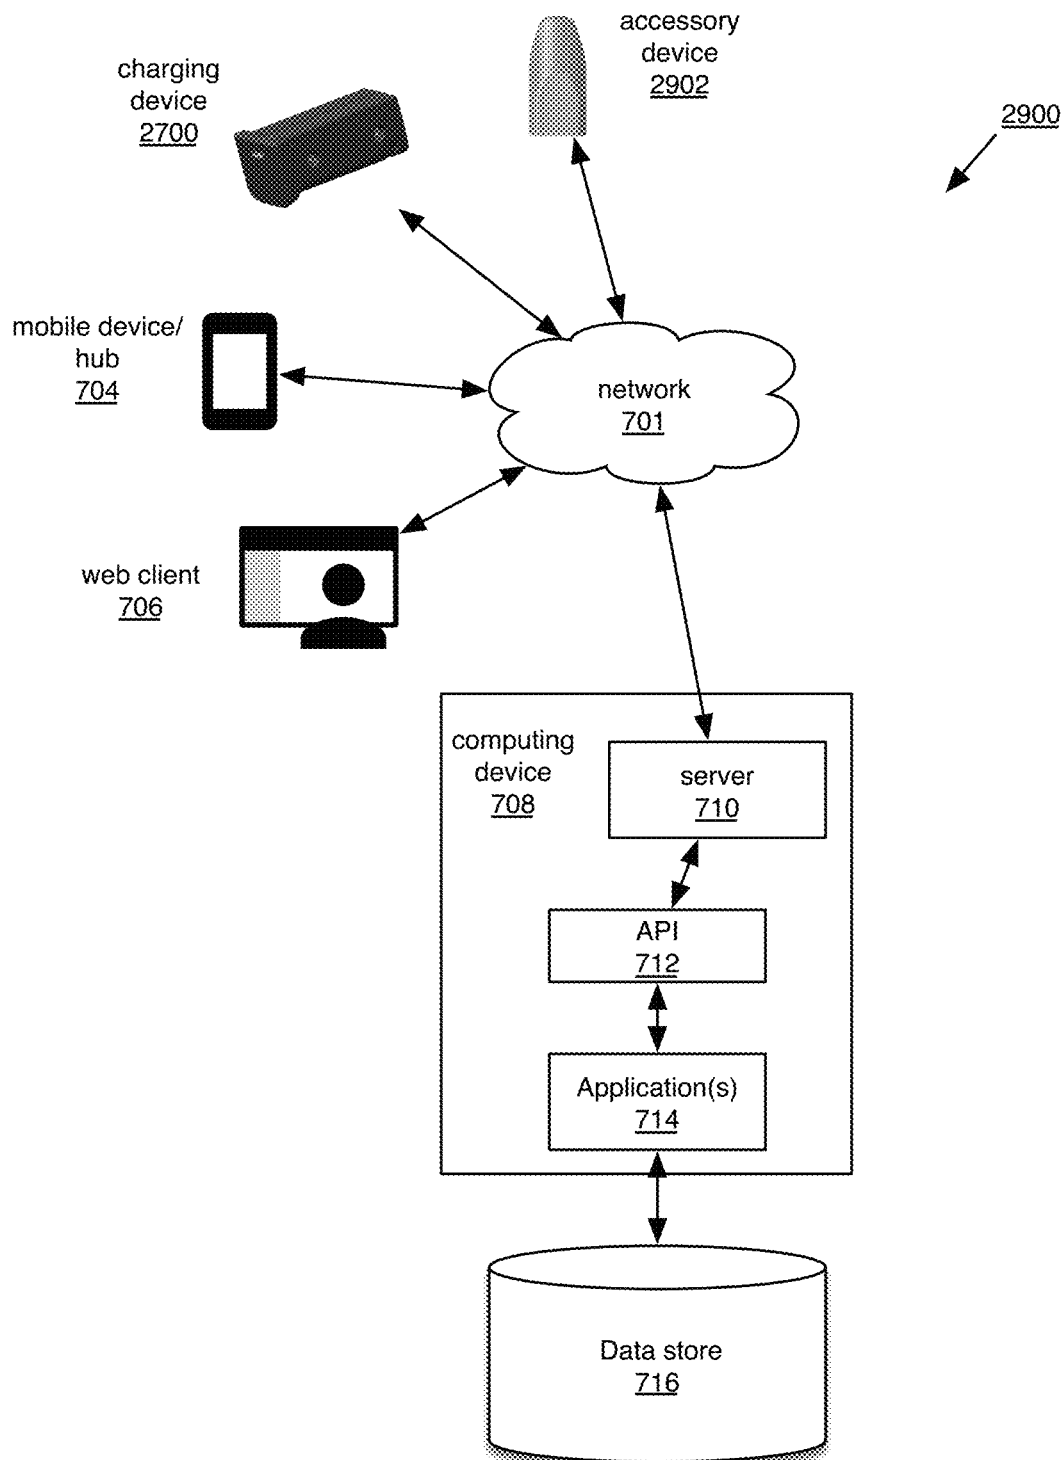 accessory
device
2902
charging
device
2700
2900
mobile device/
hub
704
network
701
web client
706
computing
device
708
server
710
API
712
Application(s)
714
Data store
716